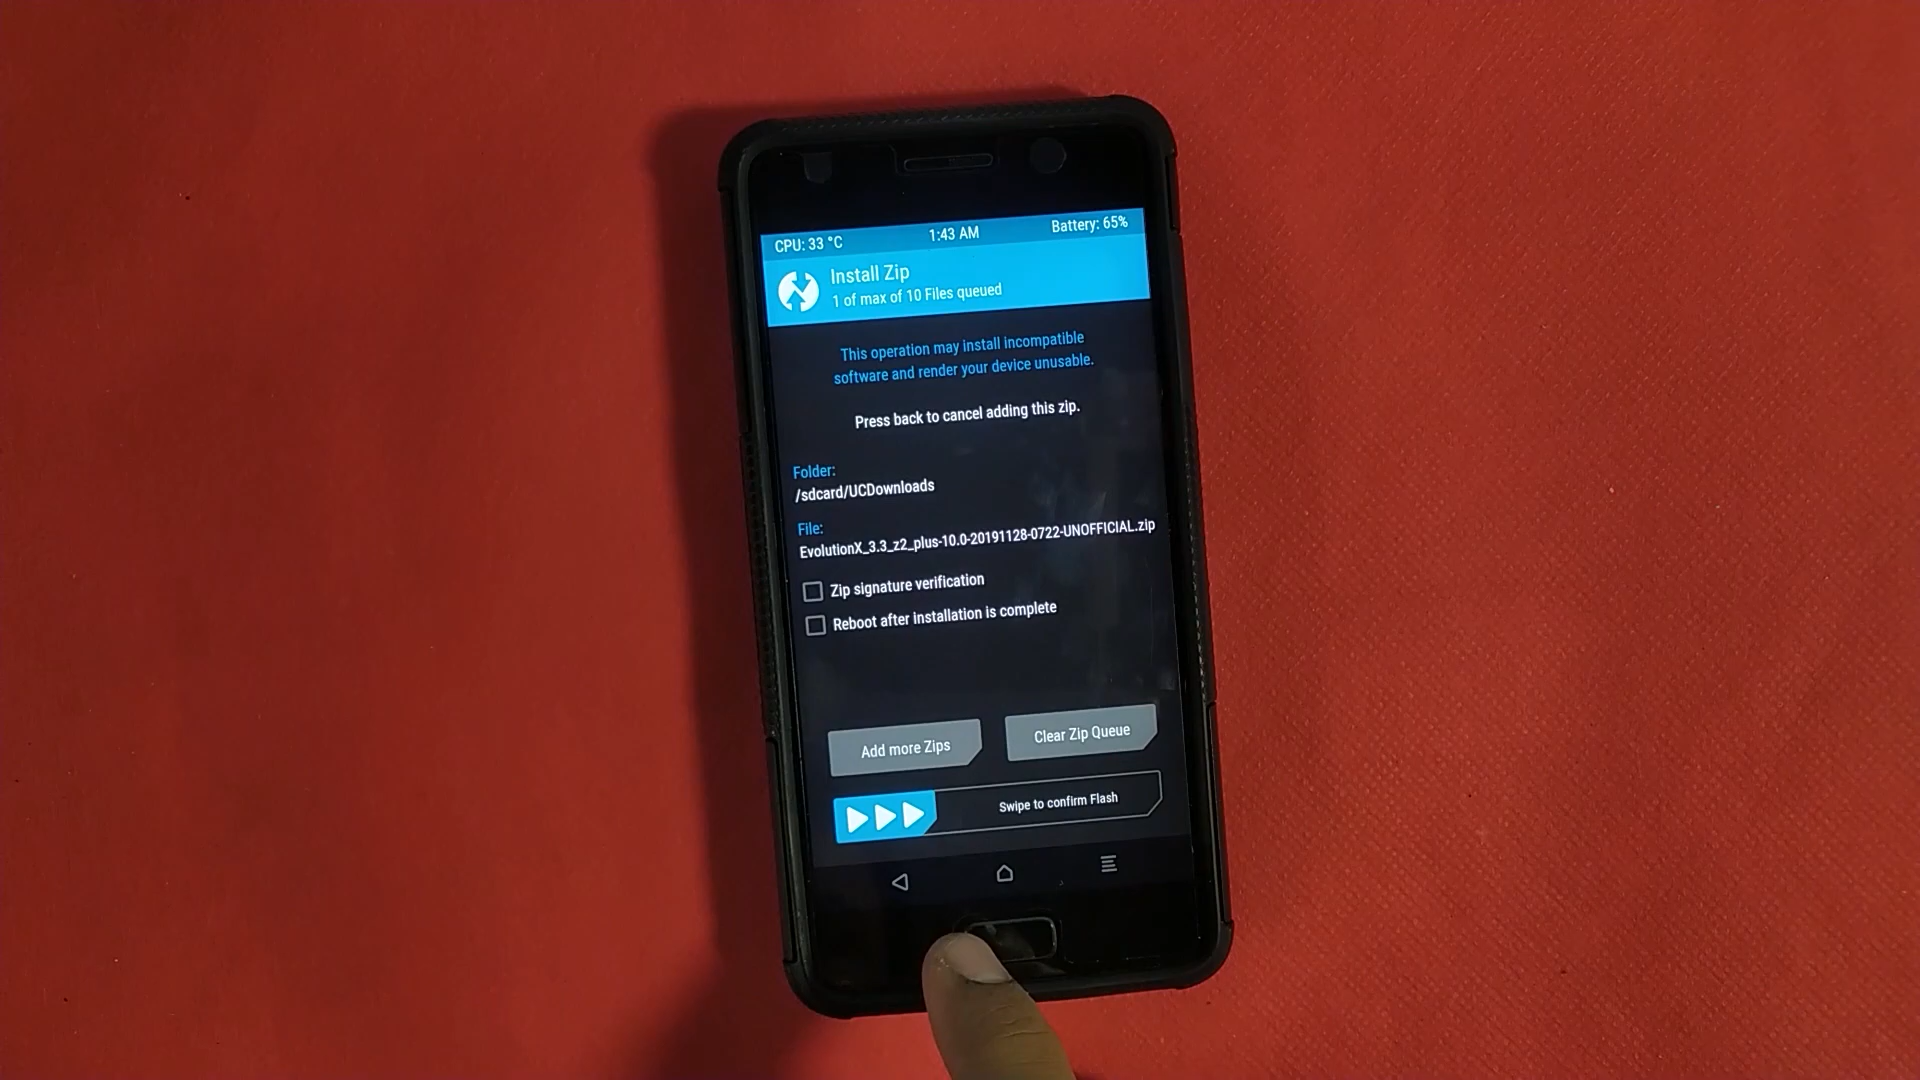 CPU: 33 °C 1:43 AM Battery: 65%
Install Zip
1 of max of 10 Files queued
This operation may install incompatible
software and render your device unusable.
Press back to cancel adding this zip.
Folder:
/sdcard/UCDownloads
File:
EvolutionX_3.3_z2_plus-10.0-20191128-0722-UNOFFICIAL.zip
Zip signature verification
Reboot after installation is complete
Add more Zips Clear Zip Queue
Swipe to confirm Flash